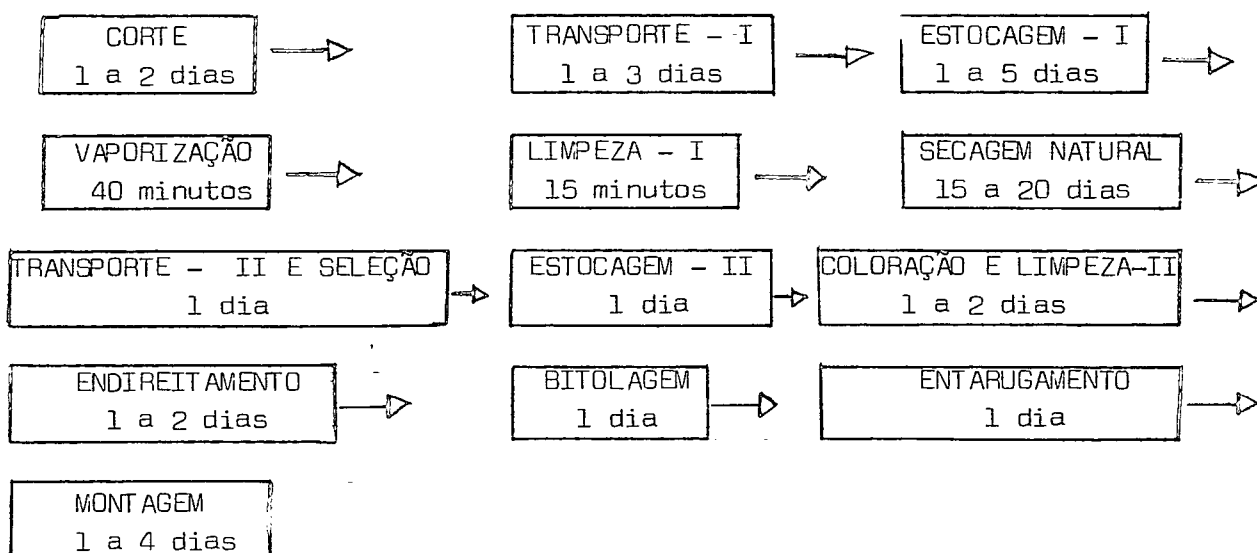 CORTE
1 a 2 dias
TRANSPORTE - I
1 a 3 dias
ESTOCAGEM - I
1 a 5 dias
VAPORIZAÇÃO
40 minutos
LIMPEZA - I
15 minutos
SECAGEM NATURAL
15 a 20 dias
TRANSPORTE - II E SELEÇÃO
1 dia
ESTOCAGEM - II
1 dia
COLORAÇÃO E LIMPEZA-II
1 a 2 dias
ENDIREITAMENTO
1 a 2 dias
BITOLAGEM
1 dia
ENTARUGAMENTO
1 dia
MONTAGEM
1 a 4 dias